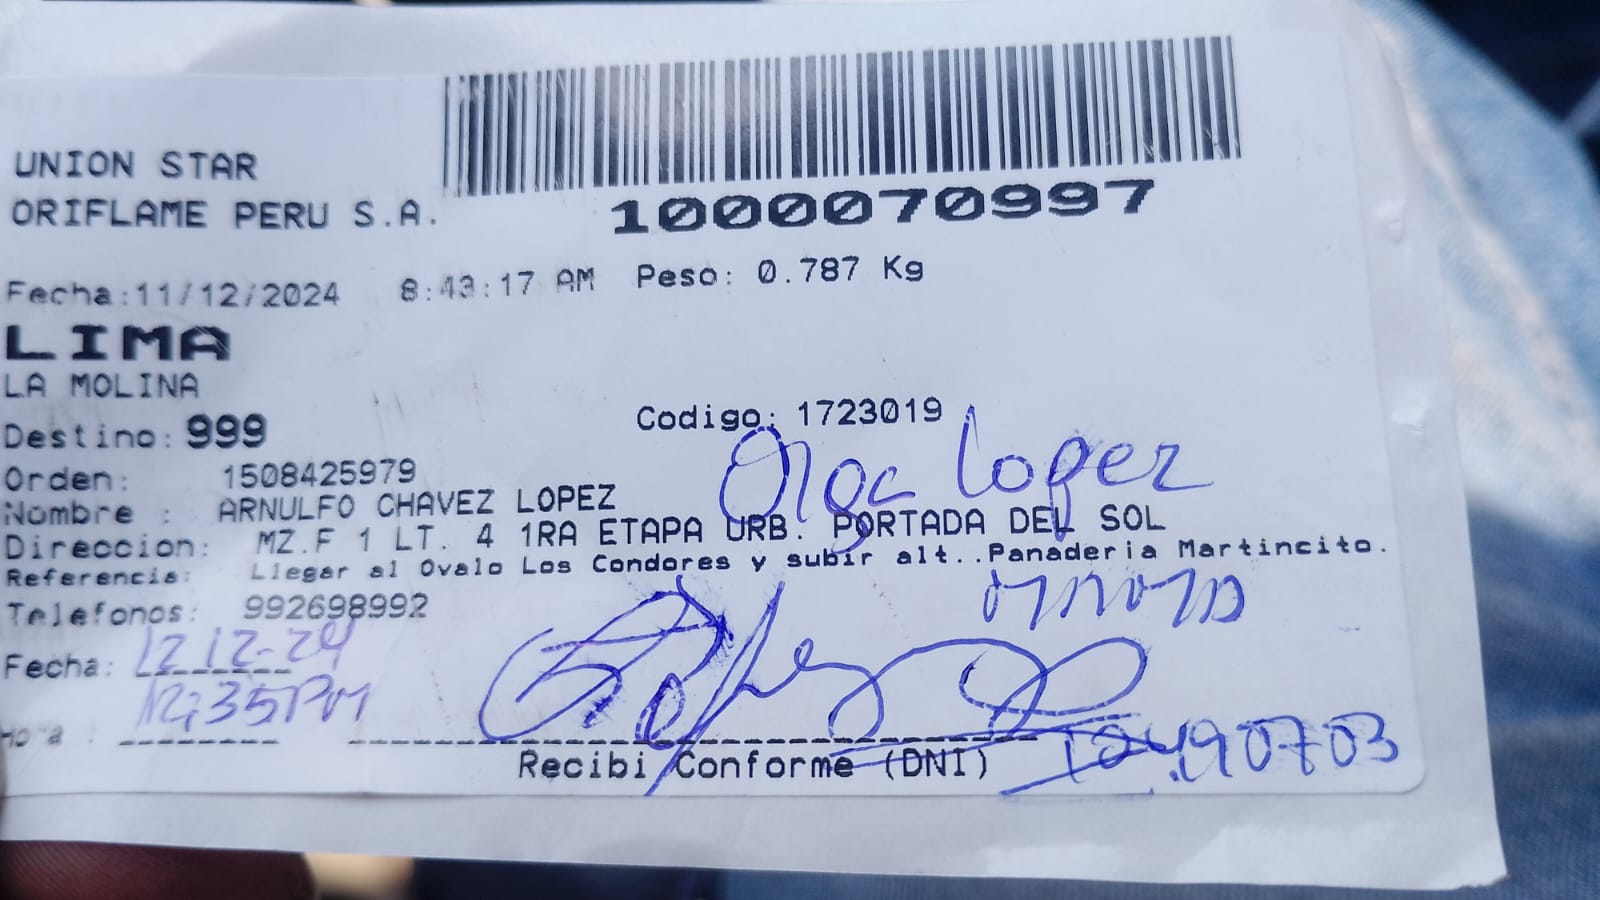 UNION STAR
ORIFLAME PERU S.A.
1000070997
Fecha:11/12/2024 8:43:17 AM Peso: 0.787 Kg
LIMA
LA MOLINA
Destino: 999
Codigo: 1723019
Olga Lopez
Orden: 1508425979
Nombre : ARNULFO CHAVEZ LOPEZ
Direccion: MZ.F 1 LT. 4 1RA ETAPA URB. PORTADA DEL SOL
Referencia: Llegar al Ovalo Los Condores y subir alt..Panaderia Martincito.
Telefonos: 992698992
Fecha: 12-12-24
Hora : 12:35PM
Recibi Conforme (DNI)